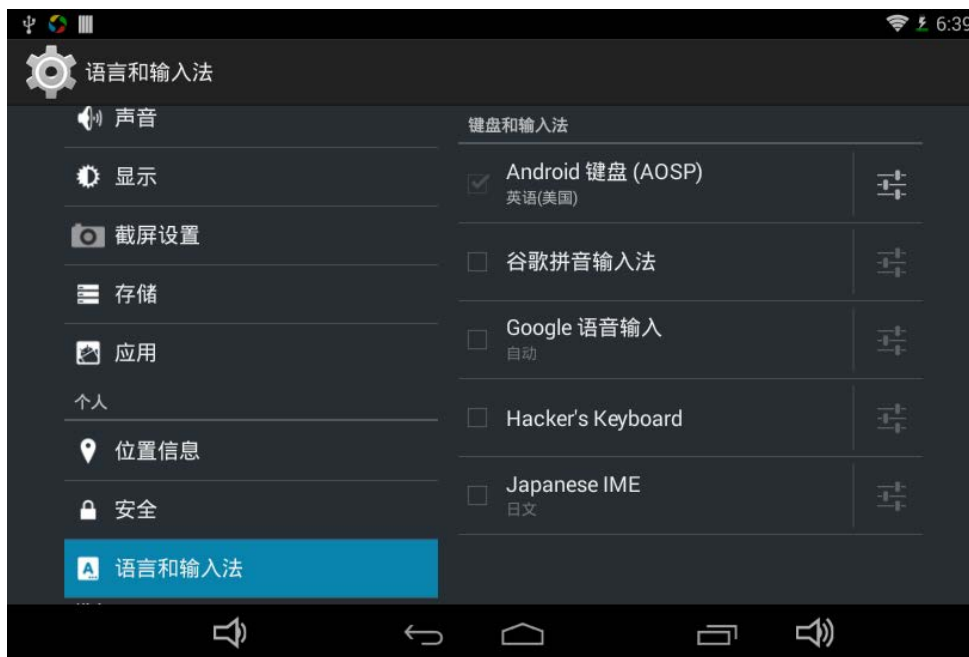 6:39
语言和输入法
声音
显示
截屏设置
存储
应用
个人
位置信息
安全
语言和输入法
键盘和输入法
Android 键盘 (AOSP)
英语(美国)
谷歌拼音输入法
Google 语音输入
自动
Hacker's Keyboard
Japanese IME
日文